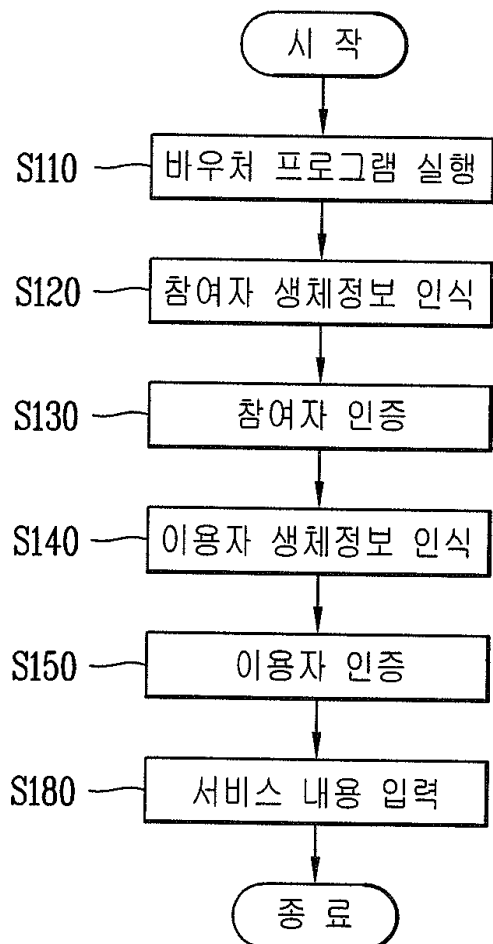 시 작
S110 바우처 프로그램 실행
S120 참여자 생체정보 인식
S130 참여자 인증
S140 이용자 생체정보 인식
S150 이용자 인증
S180 서비스 내용 입력
종 료